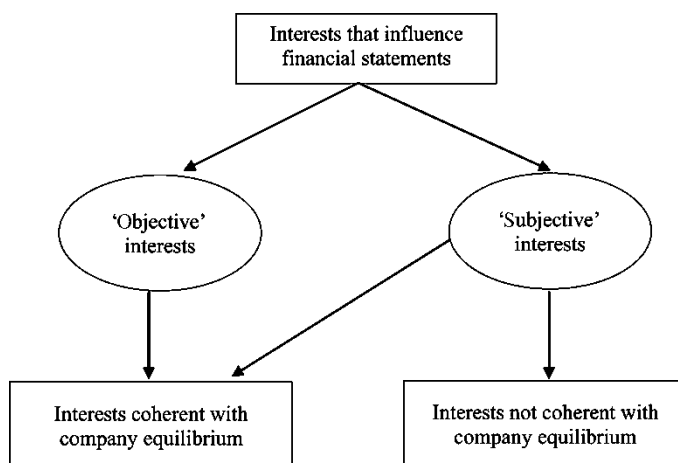 Interests that influence
financial statements
‘Objective’
interests
‘Subjective’
interests
Interests coherent with
company equilibrium
Interests not coherent with
company equilibrium